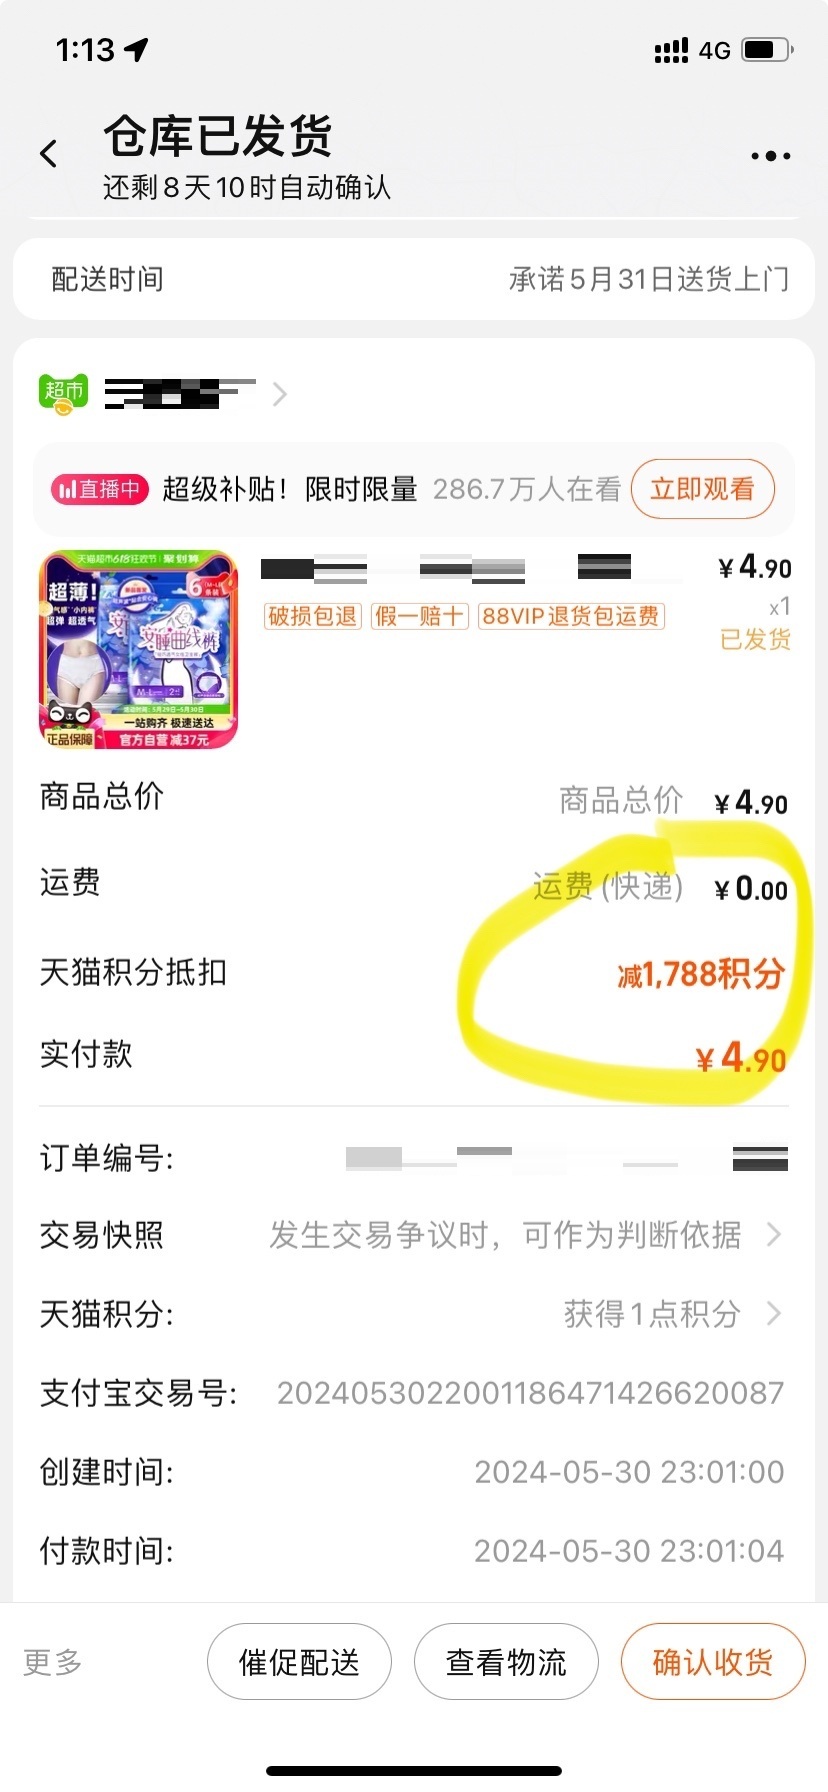 1:13
4G
仓库已发货
还剩8天10时自动确认
配送时间 承诺5月31日送货上门
超市
直播中 超级补贴！限时限量 286.7万人在看 立即观看
天猫超市618狂欢节 聚划算
超薄!
超弹 超透气
安睡曲线裤
M-L
一站购齐 极速送达
正品保障 官方自营 减37元
¥4.90
破损包退 假一赔十 88VIP退货包运费
x1
已发货
商品总价 商品总价 ¥4.90
运费 运费(快递) ¥0.00
天猫积分抵扣 减1,788积分
实付款 ¥4.90
订单编号:
交易快照 发生交易争议时，可作为判断依据
天猫积分: 获得1点积分
支付宝交易号: 2024053022001186471426620087
创建时间: 2024-05-30 23:01:00
付款时间: 2024-05-30 23:01:04
更多 催促配送 查看物流 确认收货